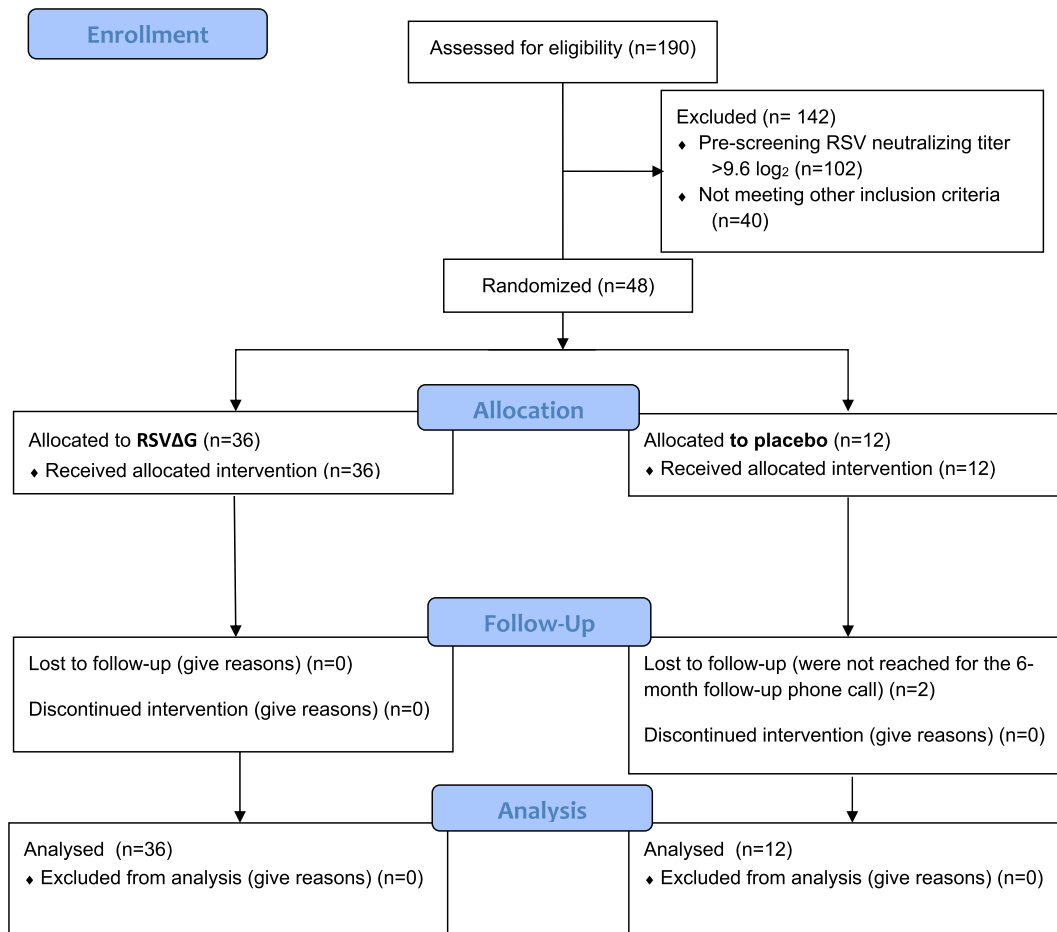 Enrollment
Assessed for eligibility (n=190)
Excluded (n= 142)
♦ Pre-screening RSV neutralizing titer
>9.6 log₂ (n=102)
♦ Not meeting other inclusion criteria
(n=40)
Randomized (n=48)
Allocation
Allocated to RSVΔG (n=36)
♦ Received allocated intervention (n=36)
Allocated to placebo (n=12)
♦ Received allocated intervention (n=12)
Follow-Up
Lost to follow-up (give reasons) (n=0)
Discontinued intervention (give reasons) (n=0)
Lost to follow-up (were not reached for the 6-
month follow-up phone call) (n=2)
Discontinued intervention (give reasons) (n=0)
Analysis
Analysed (n=36)
♦ Excluded from analysis (give reasons) (n=0)
Analysed (n=12)
♦ Excluded from analysis (give reasons) (n=0)